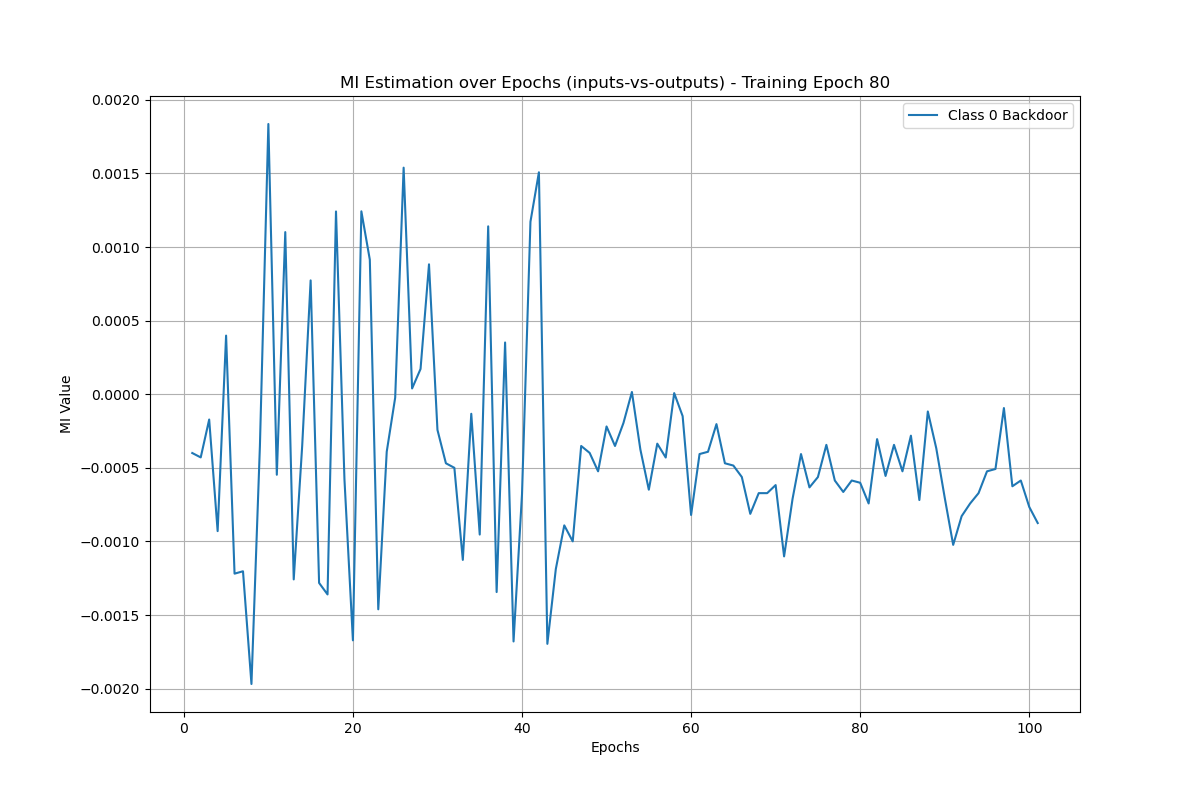 MI Estimation over Epochs (inputs-vs-outputs) - Training Epoch 80
Class 0 Backdoor
MI Value
0.0020
0.0015
0.0010
0.0005
0.0000
−0.0005
−0.0010
−0.0015
−0.0020
0 20 40 60 80 100
Epochs